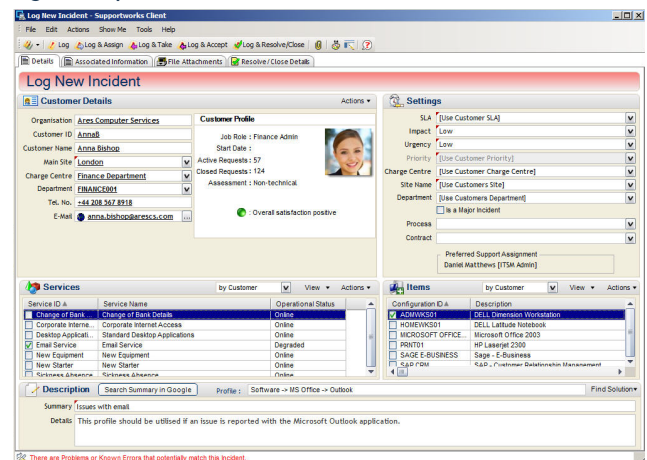 Log New Incident - Supportworks Client
File Edit Actions Show Me Tools Help
Log Log & Assign Log & Take Log & Accept Log & Resolve/Close
Details Associated Information File Attachments Resolve/Close Details
Log New Incident
Customer Details Actions
Organisation Ares Computer Services
Customer ID AnnaB
Customer Name Anna Bishop
Main Site London
Charge Centre Finance Department
Department FINANCE001
Tel. No. +44 208 567 8918
E-Mail anna.bishop@arescs.com ...
Customer Profile
Job Role : Finance Admin
Start Date :
Active Requests : 57
Closed Requests : 124
Assessment : Non-technical
: Overall satisfaction positive
Settings
SLA [Use Customer SLA]
Impact Low
Urgency Low
Priority [Use Customer Priority]
Charge Centre [Use Customer Charge Centre]
Site Name [Use Customers Site]
Department [Use Customers Department]
Is a Major Incident
Process
Contract
Preferred Support Assignment
Daniel Matthews [ITSM Admin]
Services by Customer View Actions
Service ID Service Name Operational Status
Change of Bank ... Change of Bank Details Online
Corporate Interne... Corporate Internet Access Online
Desktop Applicati... Standard Desktop Applications Online
Email Service Email Service Degraded
New Equipment New Equipment Online
New Starter New Starter Online
Sickness Absence Sickness Absence Online
Items by Customer View Actions
Configuration ID Description
ADMWKS01 DELL Dimension Workstation
HOMEWKS01 DELL Latitude Notebook
MICROSOFT OFFICE... Microsoft Office 2003
PRNT01 HP Laserjet 2300
SAGE E-BUSINESS Sage - E-Business
SAP CRM SAP - Customer Relationship Management
Description Search Summary in Google Profile : Software -> MS Office -> Outlook Find Solution
Summary Issues with email
Details This profile should be utilised if an issue is reported with the Microsoft Outlook application.
There are Problems or Known Errors that potentially match this Incident.